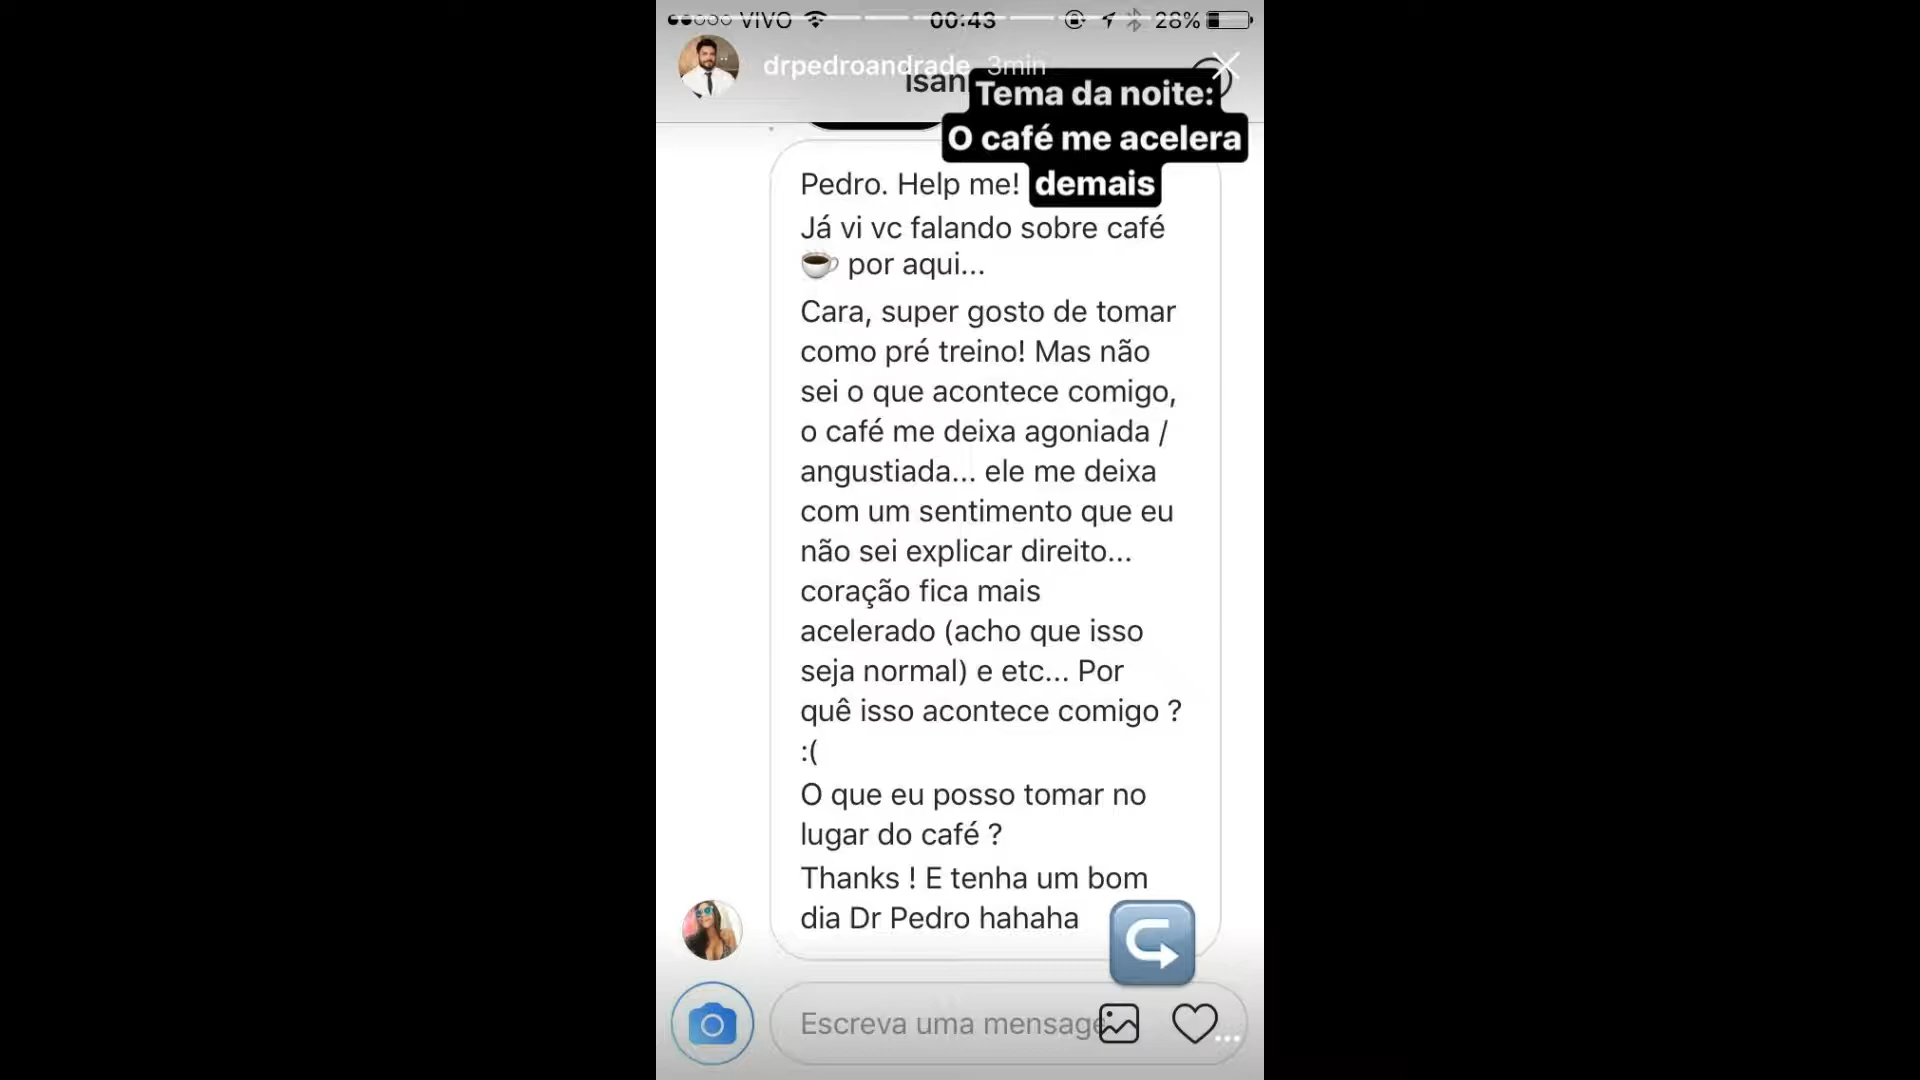 VIVO 00:43 28%
drpedroandrade 3min
Isan
Tema da noite:
O café me acelera
demais
Pedro. Help me!
Já vi vc falando sobre café
☕ por aqui...
Cara, super gosto de tomar
como pré treino! Mas não
sei o que acontece comigo,
o café me deixa agoniada /
angustiada... ele me deixa
com um sentimento que eu
não sei explicar direito...
coração fica mais
acelerado (acho que isso
seja normal) e etc... Por
quê isso acontece comigo ?
:(
O que eu posso tomar no
lugar do café ?
Thanks ! E tenha um bom
dia Dr Pedro hahaha
Escreva uma mensage